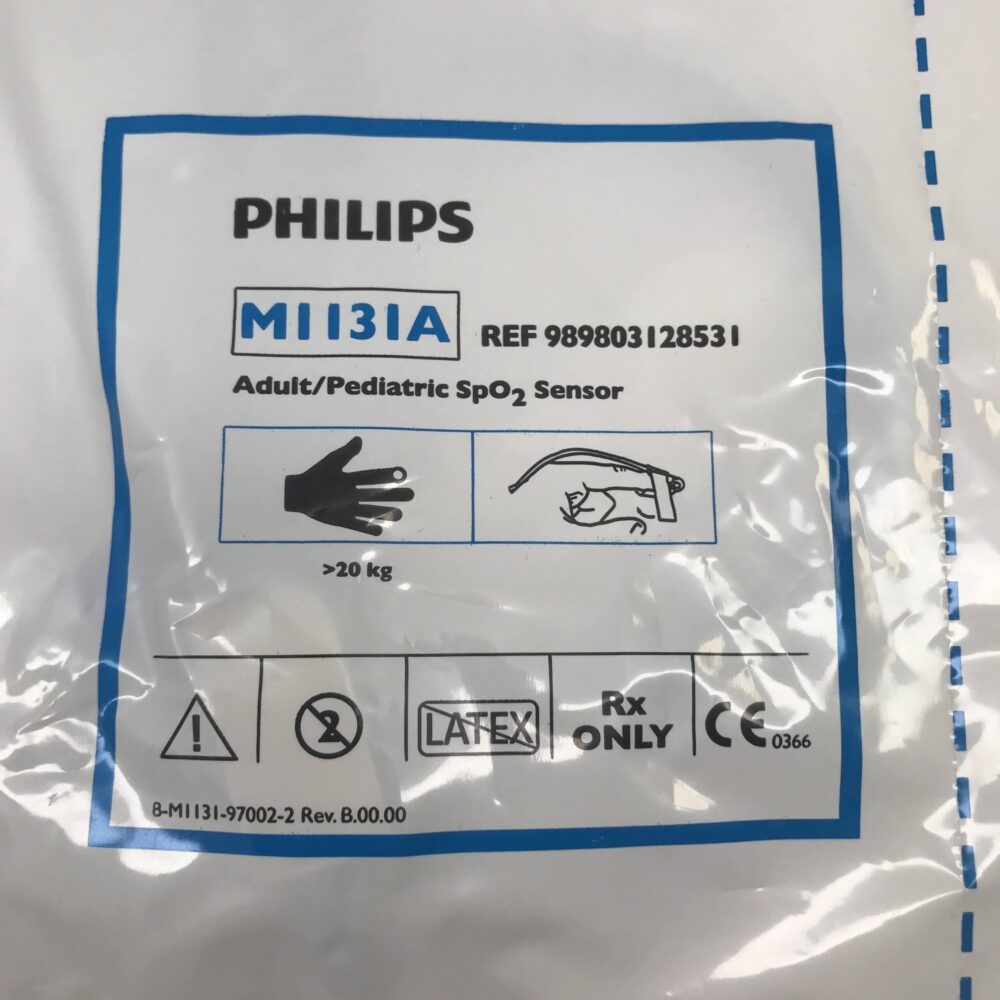 PHILIPS
M1131A REF 989803128531
Adult/Pediatric SpO2 Sensor
>20 kg
2 LATEX Rx ONLY CE 0366
8-M1131-97002-2 Rev. B.00.00